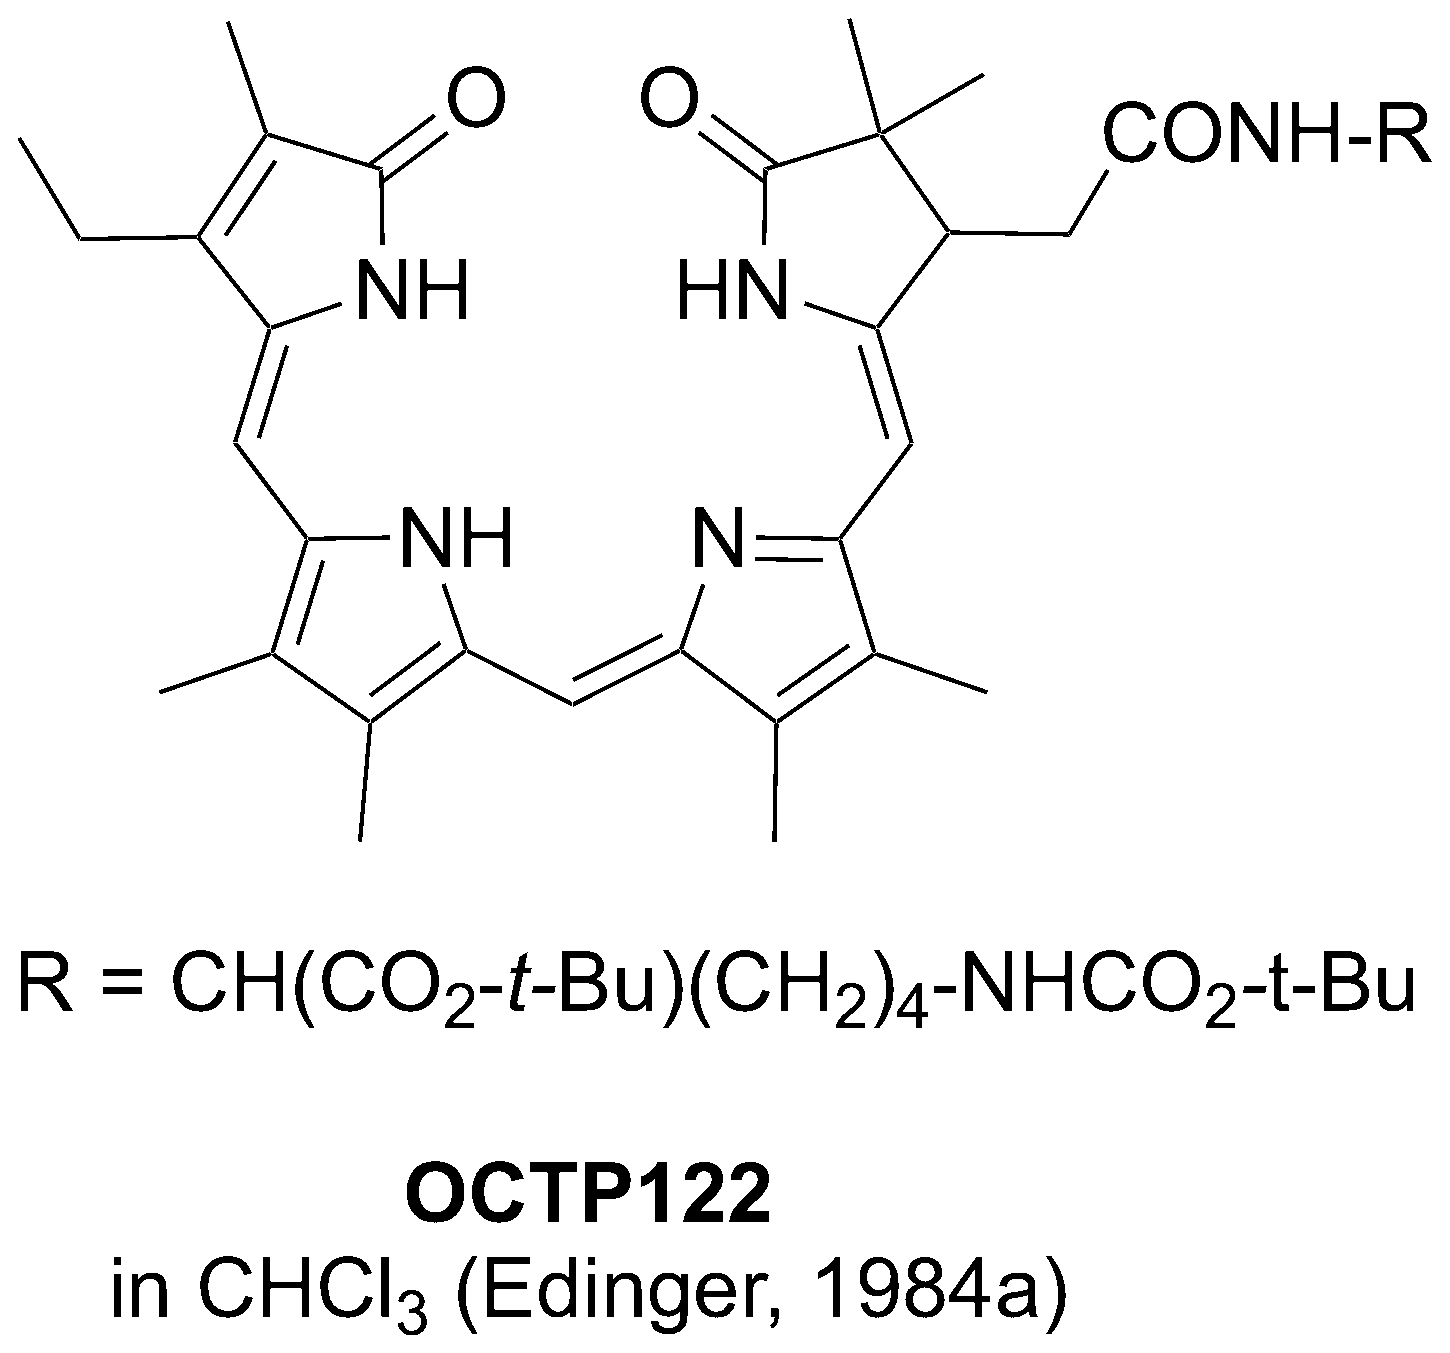 O O CONH-R
NH HN
NH N
R = CH(CO₂-t-Bu)(CH₂)₄-NHCO₂-t-Bu
OCTP122
in CHCl₃ (Edinger, 1984a)